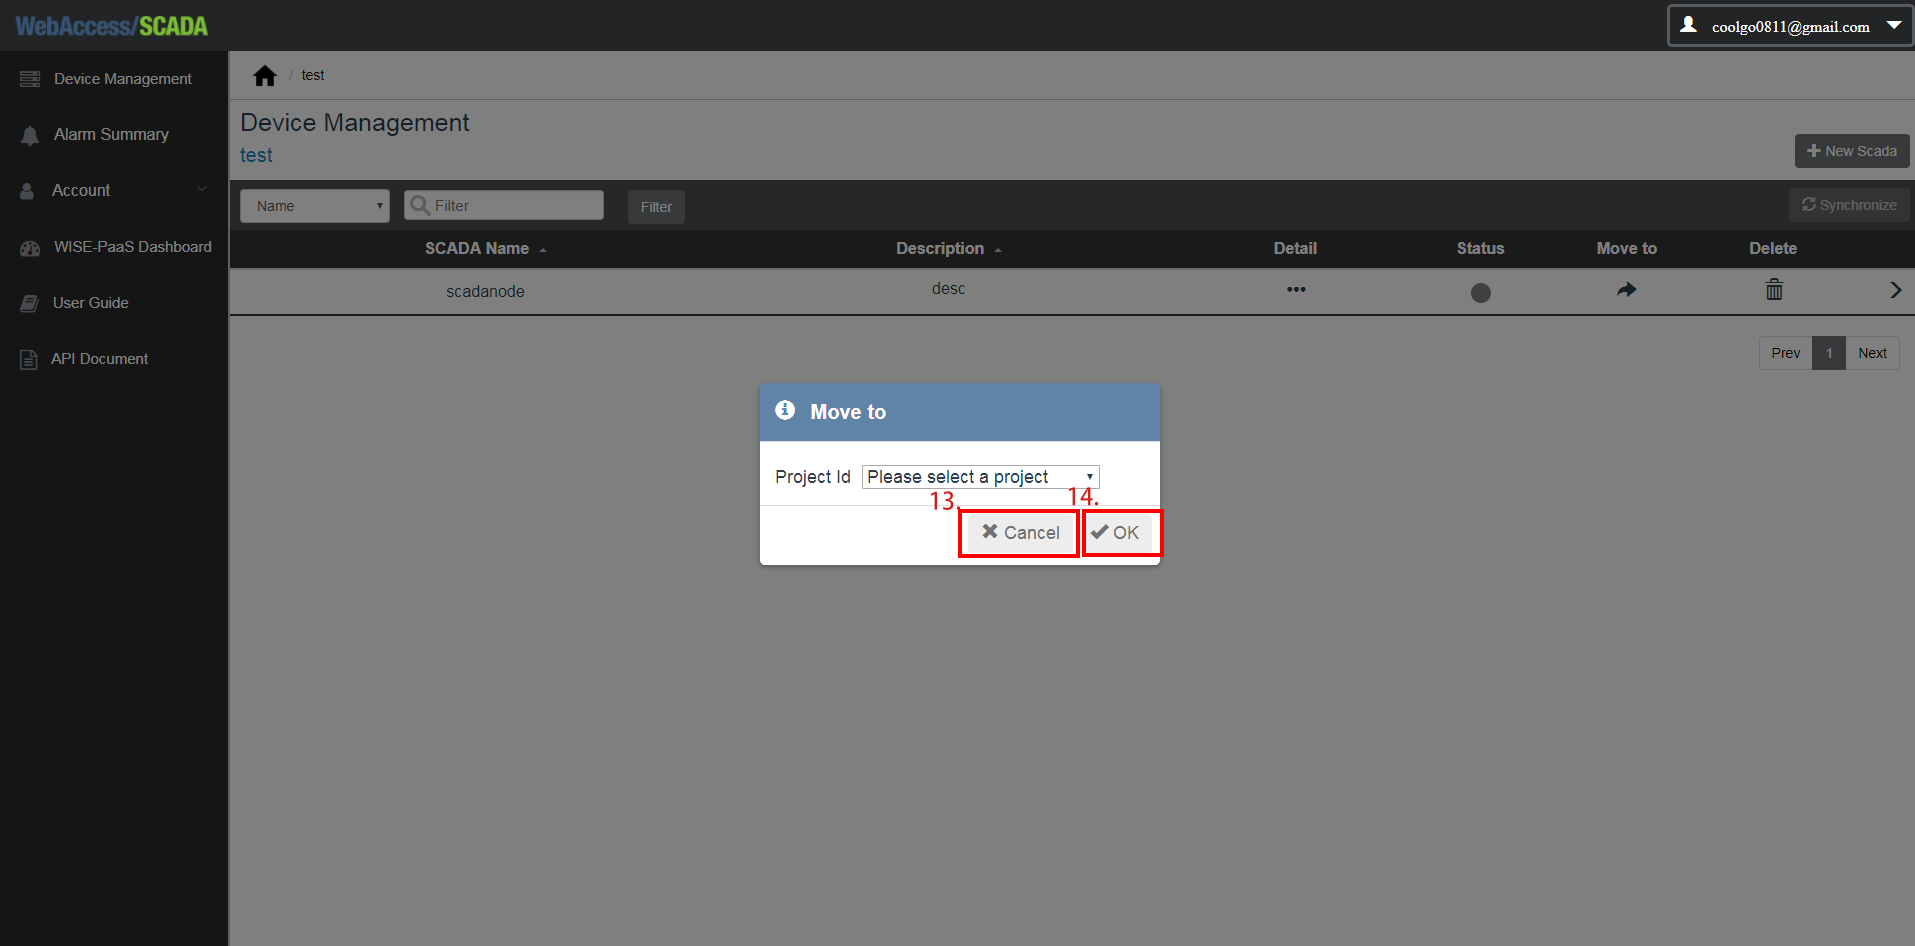 WebAccess/SCADA
coolgo0811@gmail.com
Device Management
Alarm Summary
Account
WISE-PaaS Dashboard
User Guide
API Document
/ test
Device Management
test
New Scada
Name
Filter
Filter
Synchronize
SCADA Name
Description
Detail
Status
Move to
Delete
scadanode
desc
Prev
1
Next
Move to
Project Id
Please select a project
13.
14.
Cancel
OK